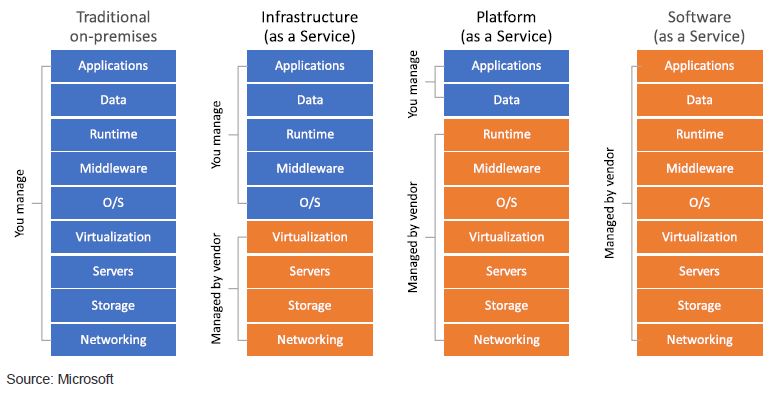 Traditional
on-premises
You manage
Applications
Data
Runtime
Middleware
O/S
Virtualization
Servers
Storage
Networking
Infrastructure
(as a Service)
You manage
Managed by vendor
Applications
Data
Runtime
Middleware
O/S
Virtualization
Servers
Storage
Networking
Platform
(as a Service)
You manage
Managed by vendor
Applications
Data
Runtime
Middleware
O/S
Virtualization
Servers
Storage
Networking
Software
(as a Service)
Managed by vendor
Applications
Data
Runtime
Middleware
O/S
Virtualization
Servers
Storage
Networking
Source: Microsoft